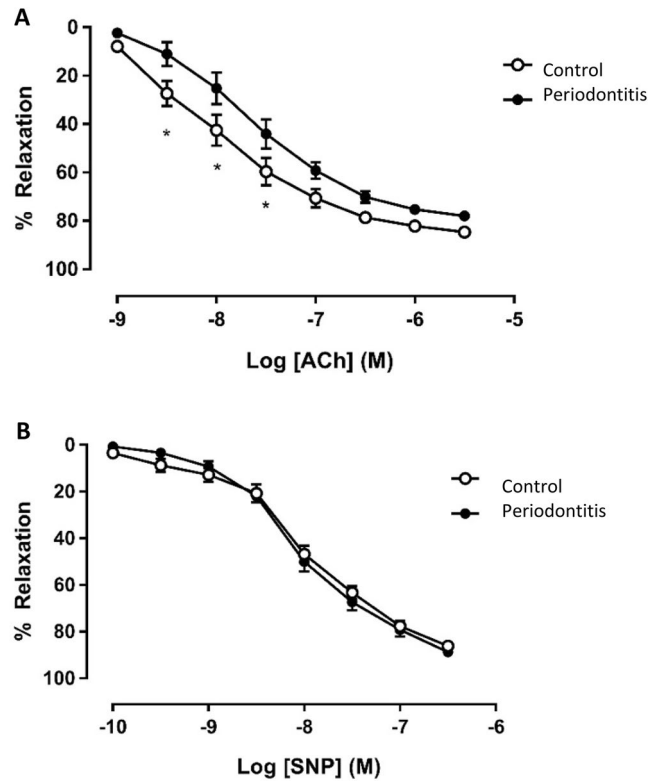 A
0
20
40
60
80
100
% Relaxation
Control
Periodontitis
*
*
*
-9 -8 -7 -6 -5
Log [ACh] (M)
B
0
20
40
60
80
100
% Relaxation
Control
Periodontitis
-10 -9 -8 -7 -6
Log [SNP] (M)